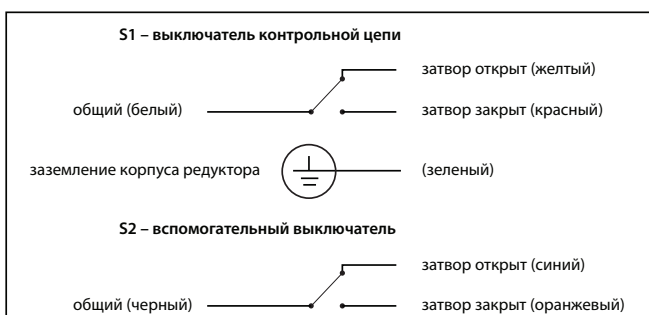 S1 – выключатель контрольной цепи
затвор открыт (желтый)
общий (белый)
затвор закрыт (красный)
заземление корпуса редуктора
(зеленый)
S2 – вспомогательный выключатель
затвор открыт (синий)
общий (черный)
затвор закрыт (оранжевый)